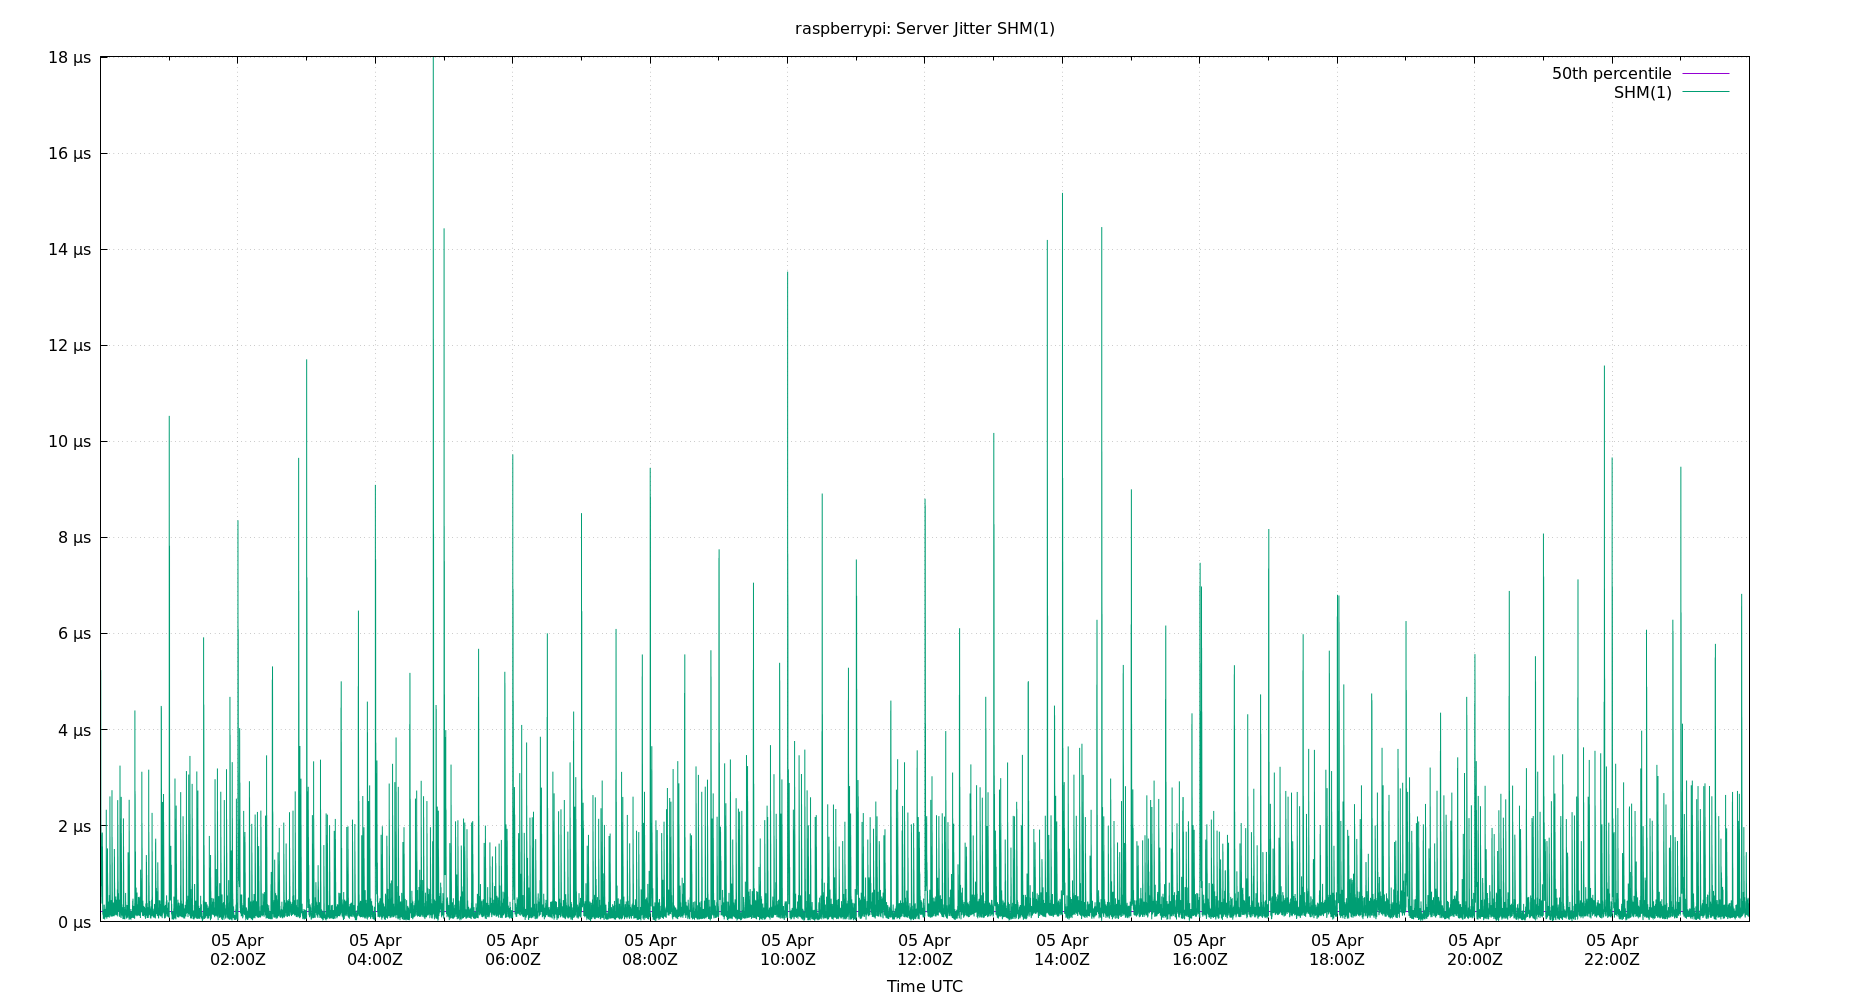 raspberrypi: Server Jitter SHM(1)
18 µs
16 µs
14 µs
12 µs
10 µs
8 µs
6 µs
4 µs
2 µs
0 µs
50th percentile
SHM(1)
05 Apr
02:00Z
05 Apr
04:00Z
05 Apr
06:00Z
05 Apr
08:00Z
05 Apr
10:00Z
05 Apr
12:00Z
05 Apr
14:00Z
05 Apr
16:00Z
05 Apr
18:00Z
05 Apr
20:00Z
05 Apr
22:00Z
Time UTC